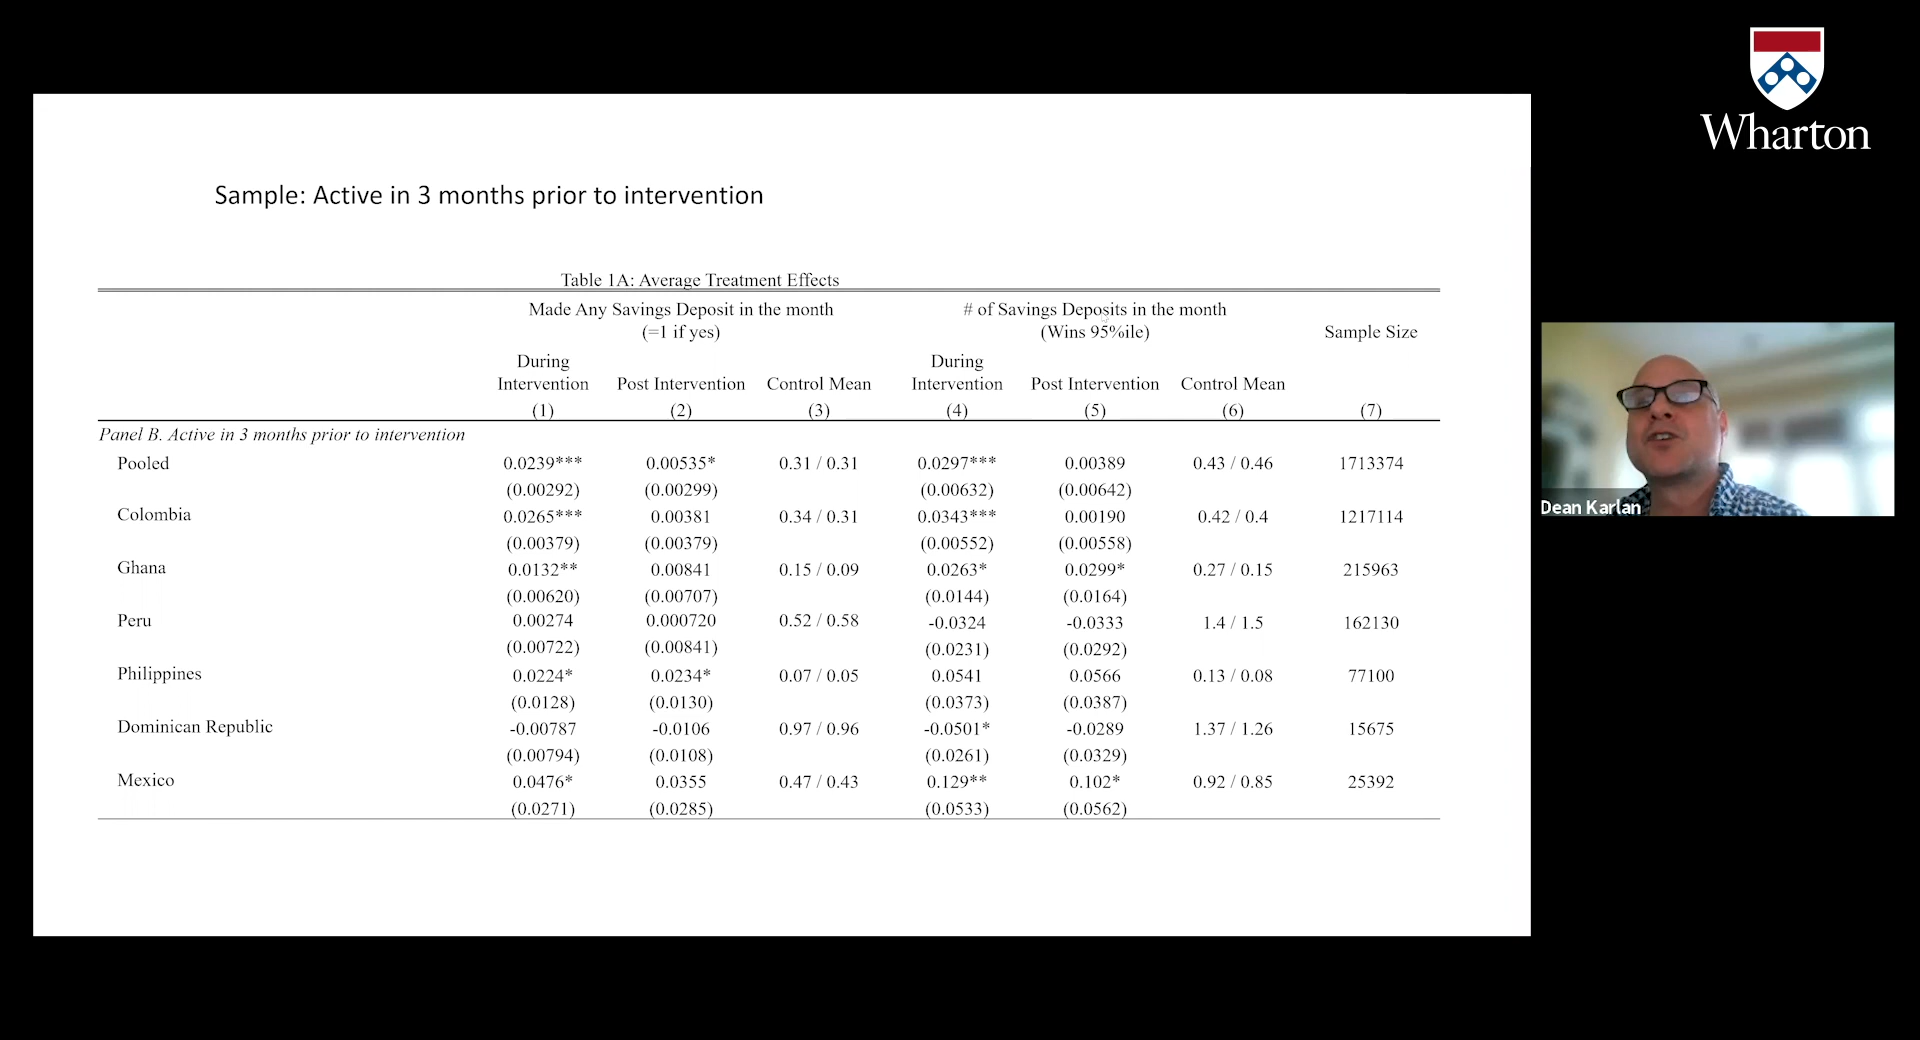 Wharton
Sample: Active in 3 months prior to intervention
Table 1A: Average Treatment Effects
Made Any Savings Deposit in the month (=1 if yes)
# of Savings Deposits in the month (Wins 95%ile)
Sample Size
During Intervention
Post Intervention
Control Mean
During Intervention
Post Intervention
Control Mean
(1) (2) (3) (4) (5) (6) (7)
Panel B. Active in 3 months prior to intervention
Pooled 0.0239*** 0.00535* 0.31 / 0.31 0.0297*** 0.00389 0.43 / 0.46 1713374
(0.00292) (0.00299) (0.00632) (0.00642)
Colombia 0.0265*** 0.00381 0.34 / 0.31 0.0343*** 0.00190 0.42 / 0.4 1217114
(0.00379) (0.00379) (0.00552) (0.00558)
Ghana 0.0132** 0.00841 0.15 / 0.09 0.0263* 0.0299* 0.27 / 0.15 215963
(0.00620) (0.00707) (0.0144) (0.0164)
Peru 0.00274 0.000720 0.52 / 0.58 -0.0324 -0.0333 1.4 / 1.5 162130
(0.00722) (0.00841) (0.0231) (0.0292)
Philippines 0.0224* 0.0234* 0.07 / 0.05 0.0541 0.0566 0.13 / 0.08 77100
(0.0128) (0.0130) (0.0373) (0.0387)
Dominican Republic -0.00787 -0.0106 0.97 / 0.96 -0.0501* -0.0289 1.37 / 1.26 15675
(0.00794) (0.0108) (0.0261) (0.0329)
Mexico 0.0476* 0.0355 0.47 / 0.43 0.129** 0.102* 0.92 / 0.85 25392
(0.0271) (0.0285) (0.0533) (0.0562)
Dean Karlan